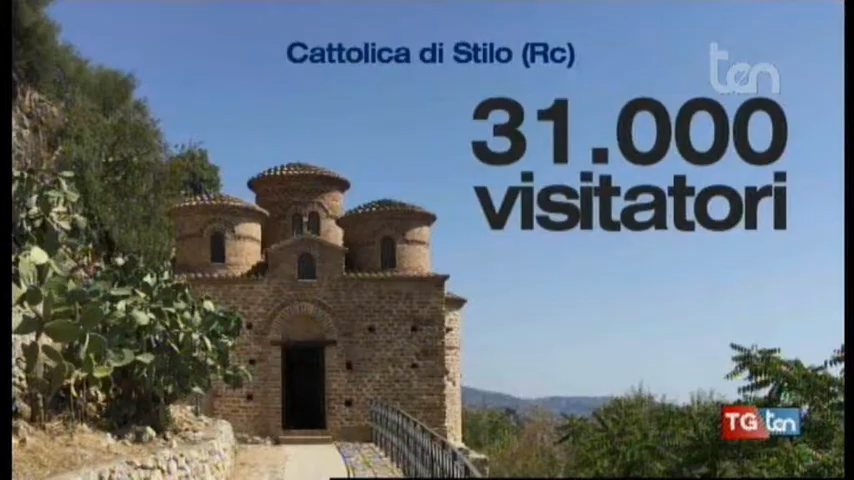 Cattolica di Stilo (Rc)
ten
31.000
visitatori
TG ten